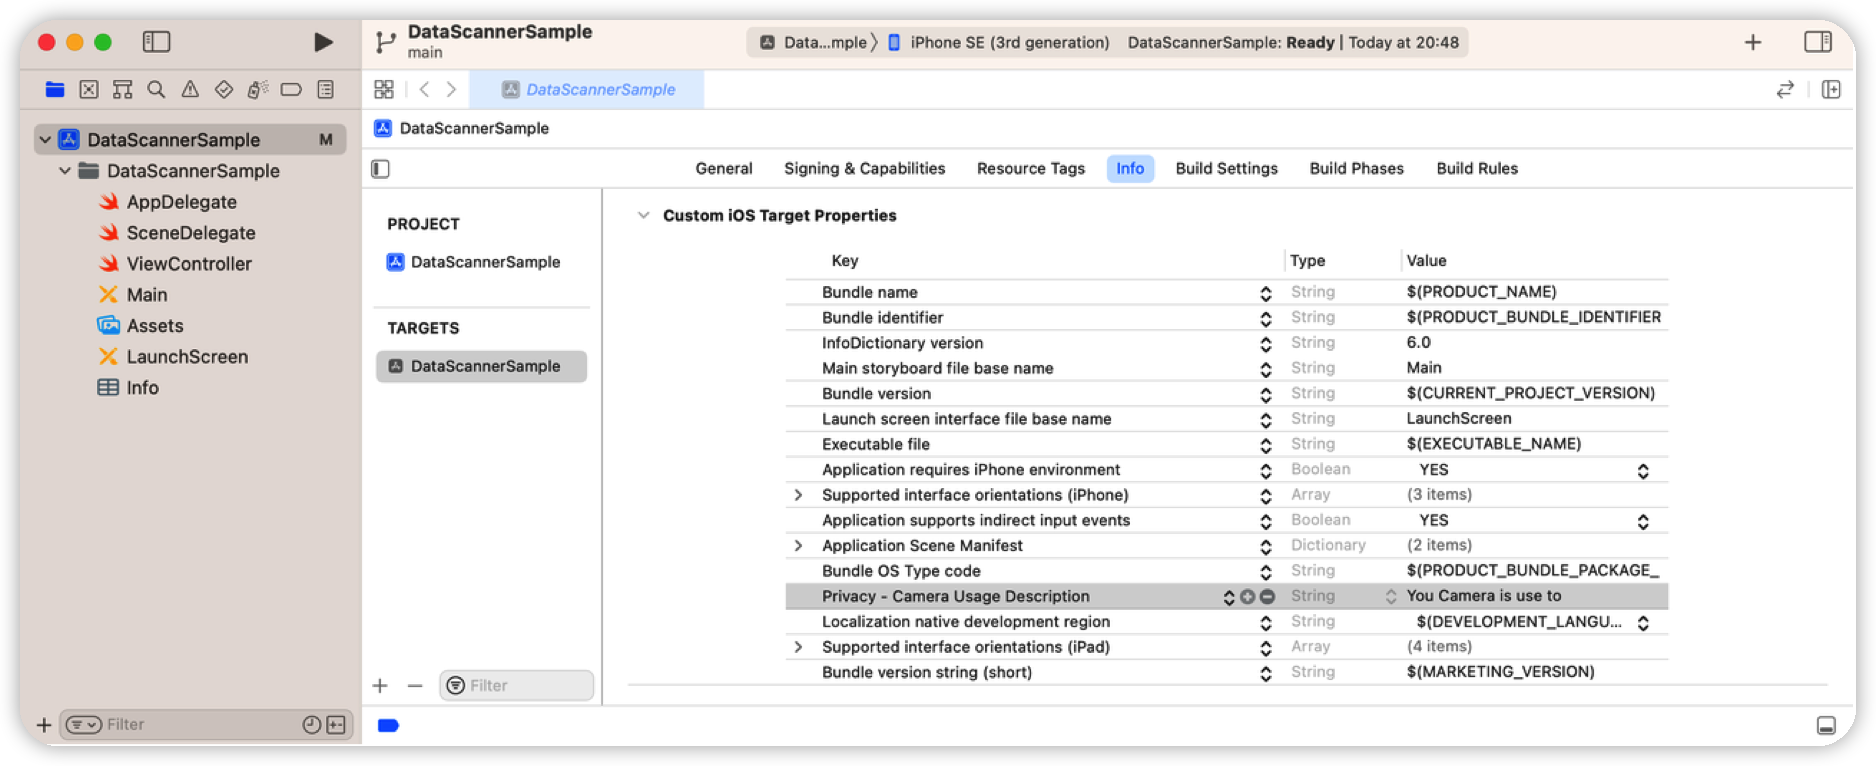 DataScannerSample
main
Data...mple
iPhone SE (3rd generation)
DataScannerSample: Ready | Today at 20:48
DataScannerSample
DataScannerSample M
DataScannerSample
AppDelegate
SceneDelegate
ViewController
Main
Assets
LaunchScreen
Info
Filter
DataScannerSample
General Signing & Capabilities Resource Tags Info Build Settings Build Phases Build Rules
PROJECT
DataScannerSample
TARGETS
DataScannerSample
Filter
Custom iOS Target Properties
Key Type Value
Bundle name String $(PRODUCT_NAME)
Bundle identifier String $(PRODUCT_BUNDLE_IDENTIFIER
InfoDictionary version String 6.0
Main storyboard file base name String Main
Bundle version String $(CURRENT_PROJECT_VERSION)
Launch screen interface file base name String LaunchScreen
Executable file String $(EXECUTABLE_NAME)
Application requires iPhone environment Boolean YES
Supported interface orientations (iPhone) Array (3 items)
Application supports indirect input events Boolean YES
Application Scene Manifest Dictionary (2 items)
Bundle OS Type code String $(PRODUCT_BUNDLE_PACKAGE_
Privacy - Camera Usage Description String You Camera is use to
Localization native development region String $(DEVELOPMENT_LANGU...
Supported interface orientations (iPad) Array (4 items)
Bundle version string (short) String $(MARKETING_VERSION)